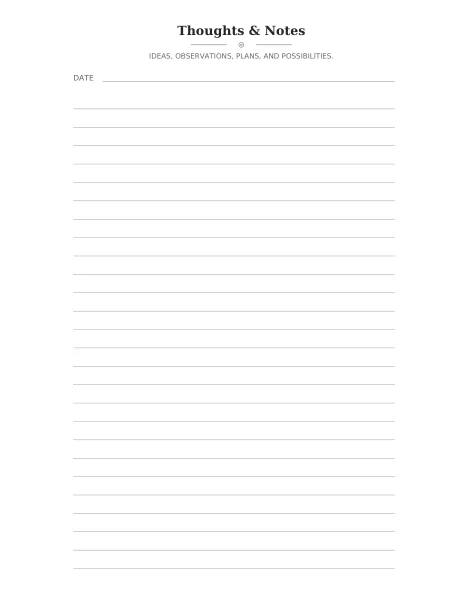 Thoughts & Notes
IDEAS, OBSERVATIONS, PLANS, AND POSSIBILITIES.
DATE